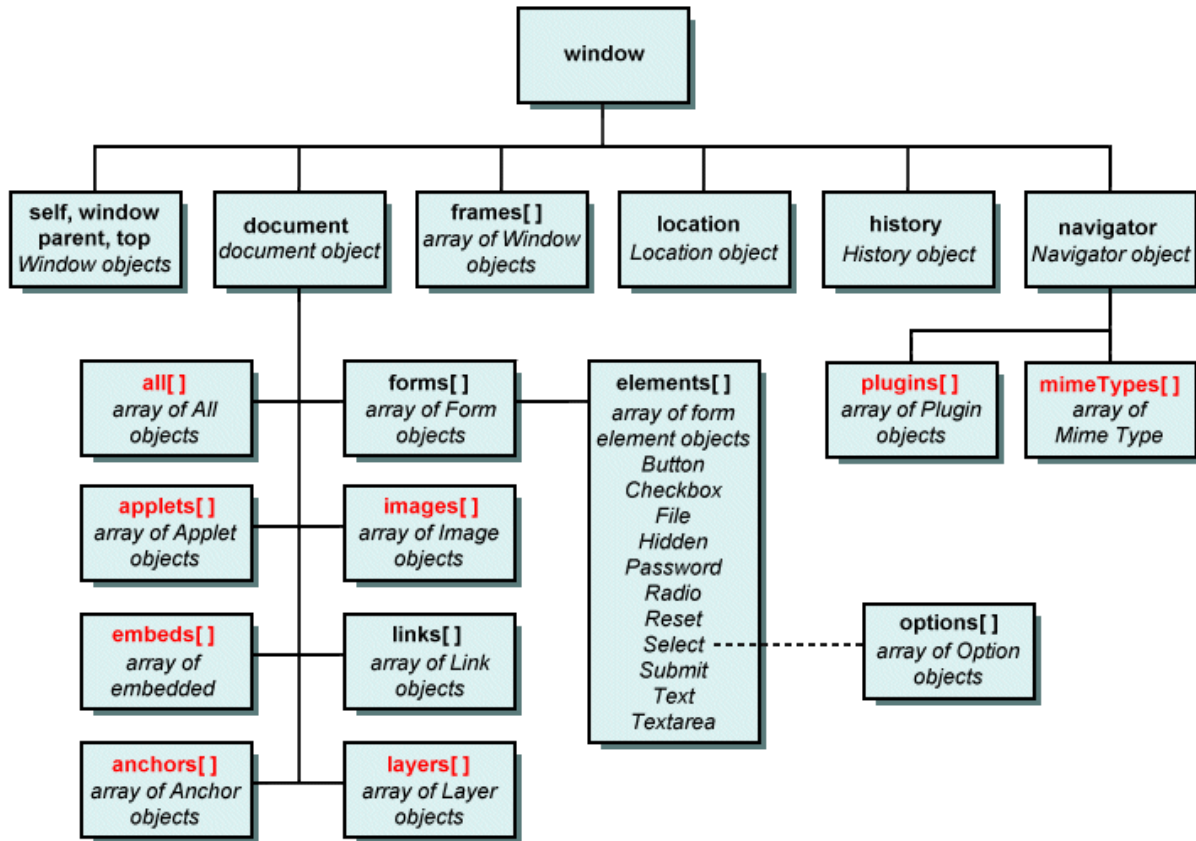 window
self, window
parent, top
Window objects
document
document object
frames[ ]
array of Window
objects
location
Location object
history
History object
navigator
Navigator object
all[ ]
array of All
objects
forms[ ]
array of Form
objects
elements[ ]
array of form
element objects
Button
Checkbox
File
Hidden
Password
Radio
Reset
Select
Submit
Text
Textarea
plugins[ ]
array of Plugin
objects
mimeTypes[ ]
array of
Mime Type
applets[ ]
array of Applet
objects
images[ ]
array of Image
objects
embeds[ ]
array of
embedded
links[ ]
array of Link
objects
options[ ]
array of Option
objects
anchors[ ]
array of Anchor
objects
layers[ ]
array of Layer
objects